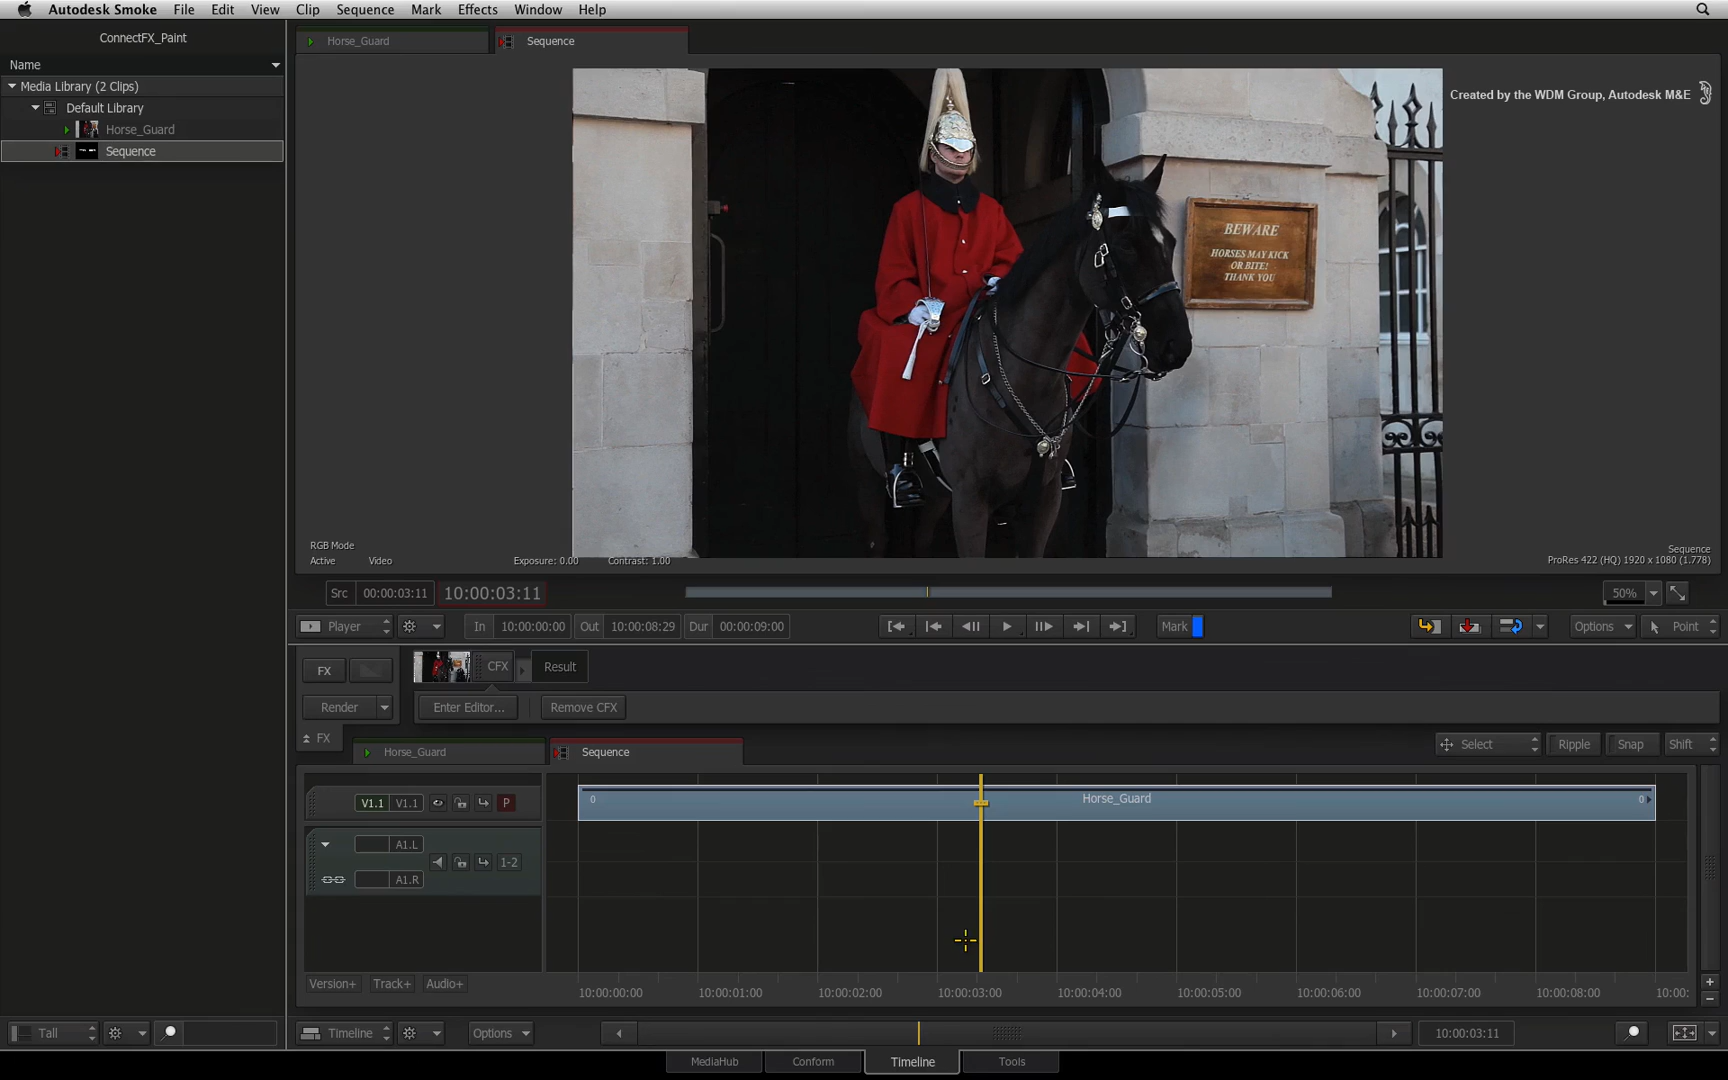 Autodesk Smoke File Edit View Clip Sequence Mark Effects Window Help
ConnectFX_Paint
Horse_Guard
Sequence
Name
Media Library (2 Clips)
Default Library
Horse_Guard
Sequence
Created by the WDM Group, Autodesk M&E
BEWARE
HORSES MAY KICK
OR BITE!
THANK YOU
RGB Mode
Active Video Exposure: 0.00 Contrast: 1.00
Sequence
ProRes 422 (HQ) 1920 x 1080 (1.778)
Src 00:00:03:11 10:00:03:11 50%
Player In 10:00:00:00 Out 10:00:08:29 Dur 00:00:09:00 Mark Options Point
FX CFX Result
Render Enter Editor... Remove CFX
FX Horse_Guard Sequence Select Ripple Snap Shift
V1.1 V1.1 P 0 Horse_Guard 0
A1.L
1-2
A1.R
Version+ Track+ Audio+
10:00:00:00 10:00:01:00 10:00:02:00 10:00:03:00 10:00:04:00 10:00:05:00 10:00:06:00 10:00:07:00 10:00:08:00 10:00:
Tall Timeline Options 10:00:03:11
MediaHub Conform Timeline Tools